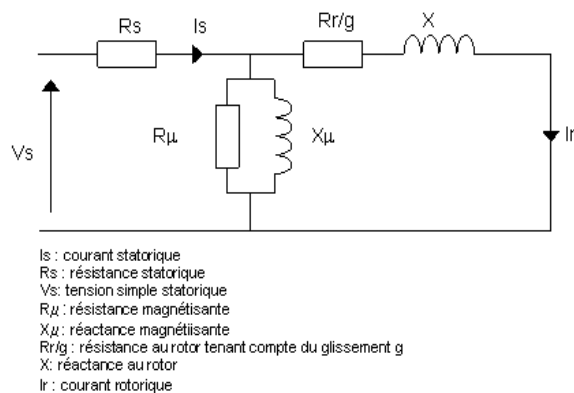 Rs Is Rr/g X
Rµ Xµ Ir
Vs
Is : courant statorique
Rs : résistance statorique
Vs: tension simple statorique
Rµ : résistance magnétisante
Xµ : réactance magnétiisante
Rr/g : résistance au rotor tenant compte du glissement g
X: réactance au rotor
Ir : courant rotorique